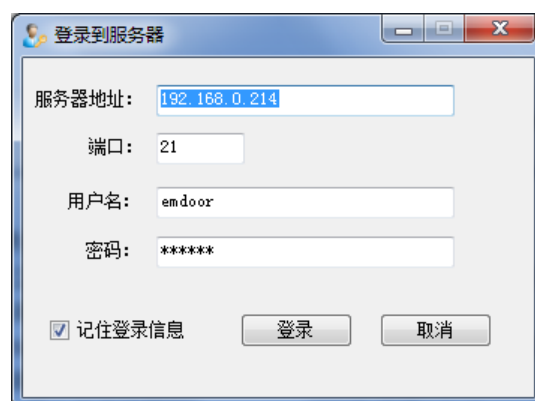 登录到服务器
服务器地址： 192.168.0.214
端口： 21
用户名： emdoor
密码： ******
记住登录信息 登录 取消